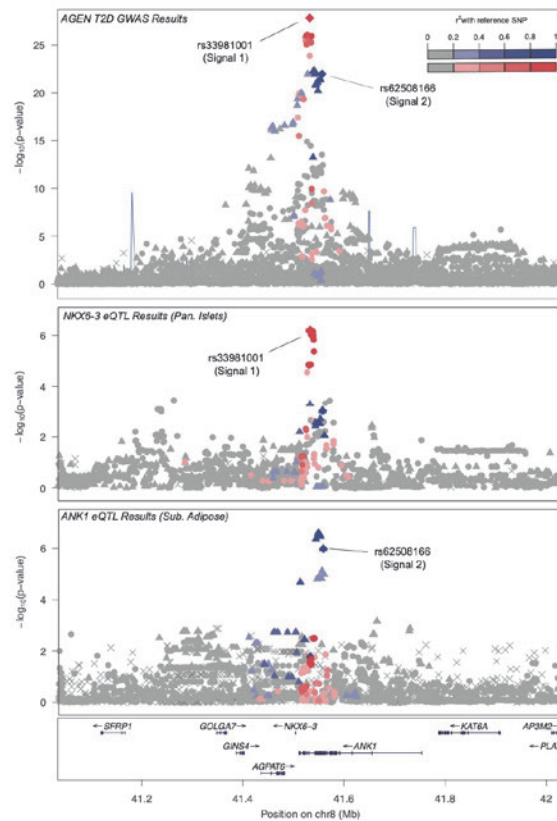 AGEN T2D GWAS Results
r² with reference SNP
0 0.2 0.4 0.6 0.8 1
rs33981001
(Signal 1)
rs62508166
(Signal 2)
−log₁₀(p-value)
25
20
15
10
5
0
NKX6-3 eQTL Results (Pan. Islets)
rs33981001
(Signal 1)
−log₁₀(p-value)
6
4
2
0
ANK1 eQTL Results (Sub. Adipose)
rs62508166
(Signal 2)
−log₁₀(p-value)
6
4
2
0
←SFRP1 GOLGA7→ ←NKX6−3 ←KAT6A AP3M2→
GINS4→ ←ANK1 ←PLA
AGPAT6→
41.2 41.4 41.6 41.8 42
Position on chr8 (Mb)